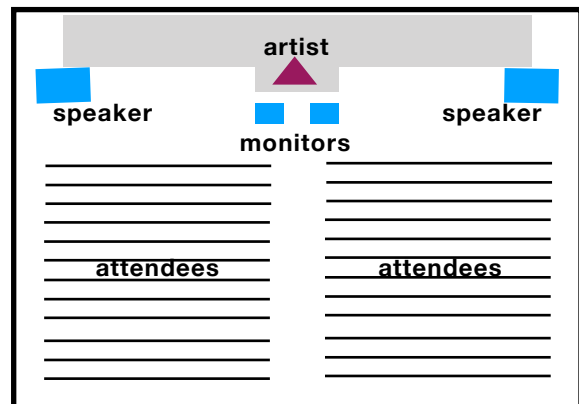 artist
speaker
speaker
monitors
attendees
attendees